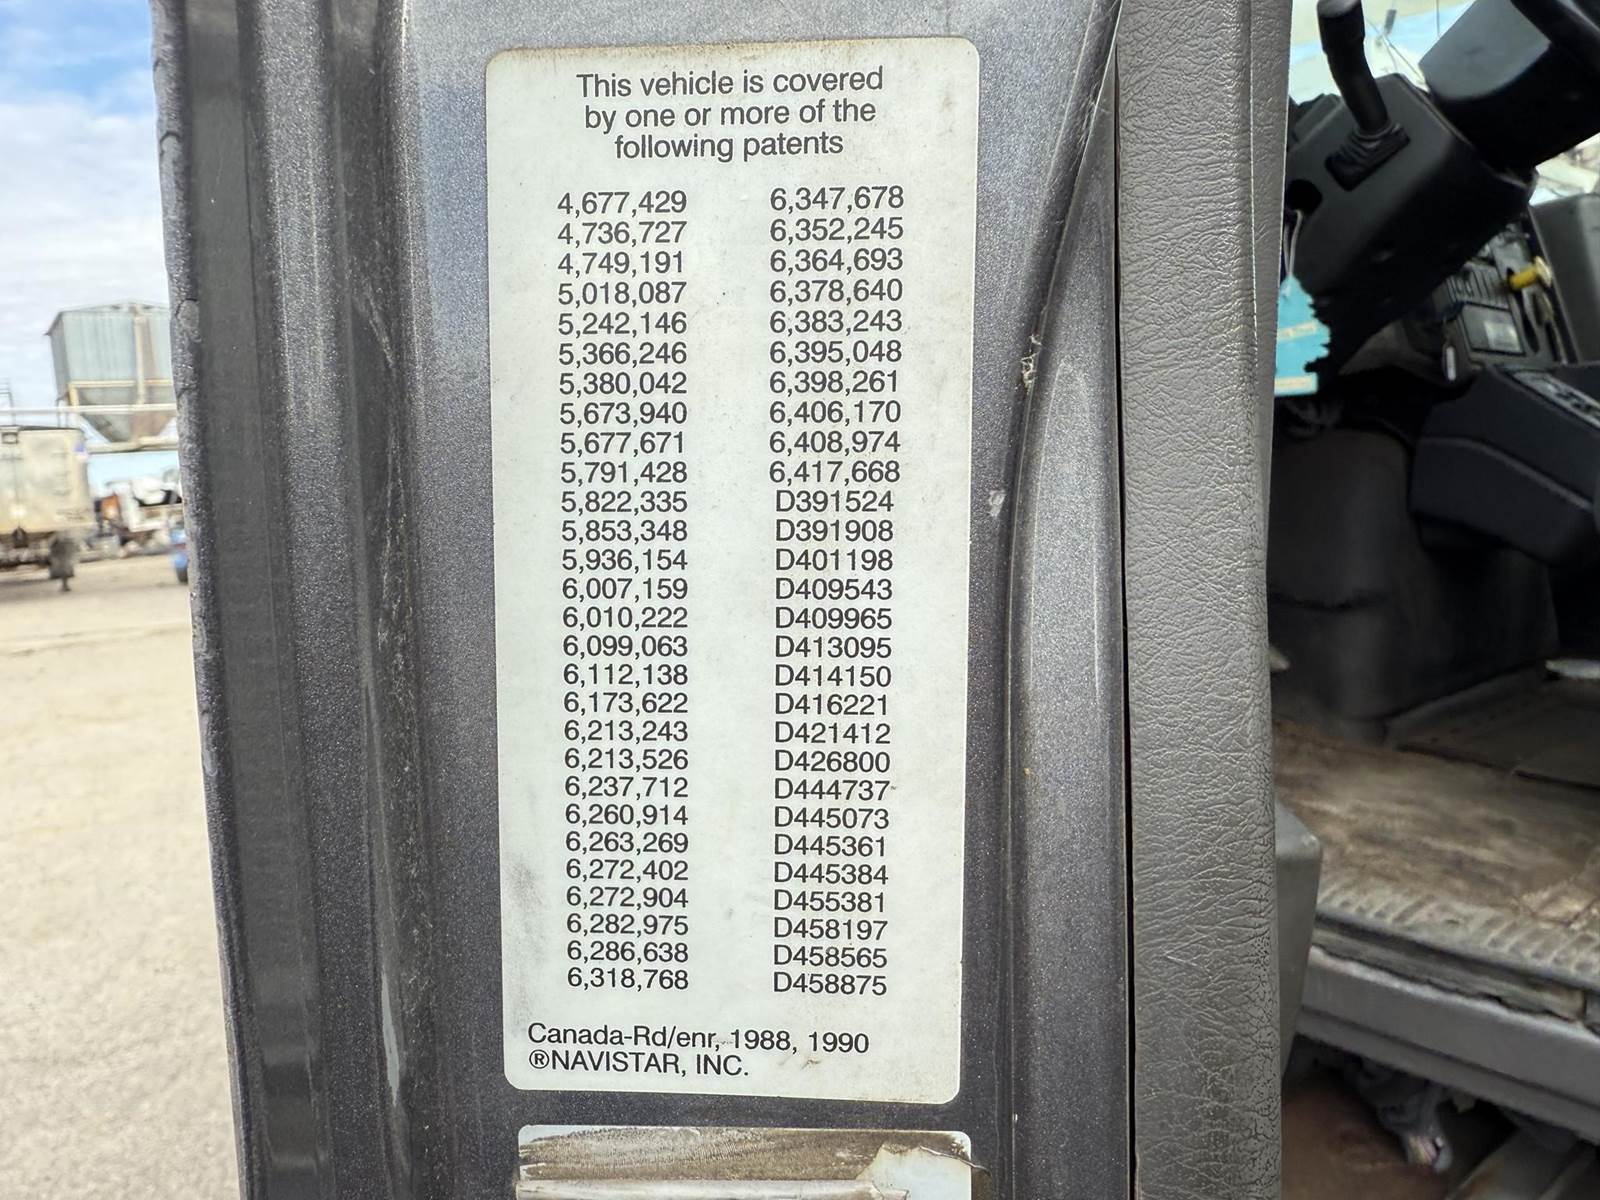 This vehicle is covered
by one or more of the
following patents
4,677,429 6,347,678
4,736,727 6,352,245
4,749,191 6,364,693
5,018,087 6,378,640
5,242,146 6,383,243
5,366,246 6,395,048
5,380,042 6,398,261
5,673,940 6,406,170
5,677,671 6,408,974
5,791,428 6,417,668
5,822,335 D391524
5,853,348 D391908
5,936,154 D401198
6,007,159 D409543
6,010,222 D409965
6,099,063 D413095
6,112,138 D414150
6,173,622 D416221
6,213,243 D421412
6,213,526 D426800
6,237,712 D444737
6,260,914 D445073
6,263,269 D445361
6,272,402 D445384
6,272,904 D455381
6,282,975 D458197
6,286,638 D458565
6,318,768 D458875
Canada-Rd/enr, 1988, 1990
®NAVISTAR, INC.